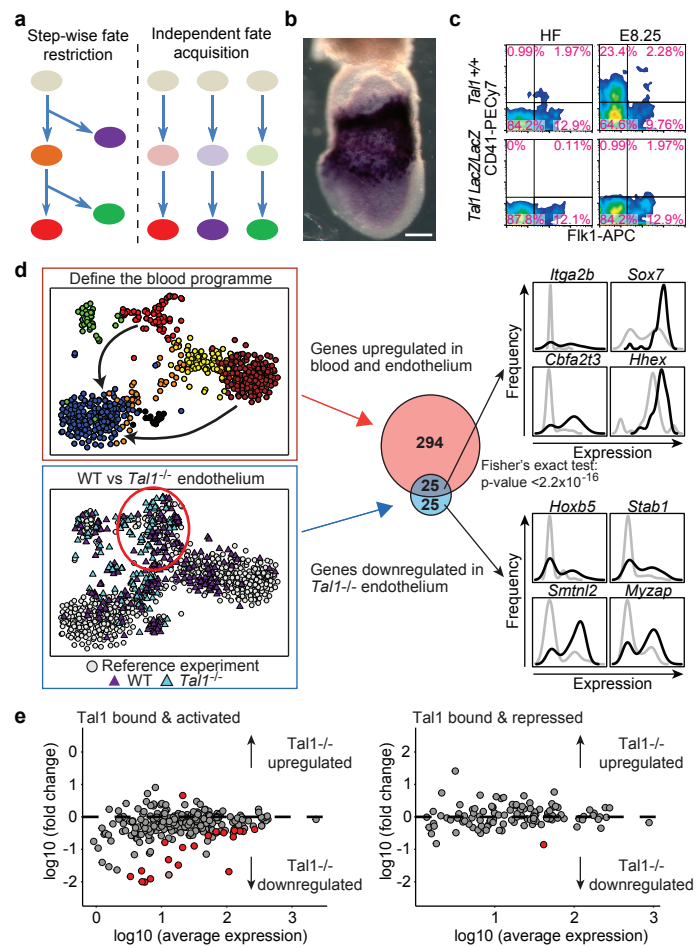 a
Step-wise fate
restriction
Independent fate
acquisition
b
c
HF
E8.25
Tal1 +/+
Tal1 LacZ/LacZ
CD41-PECy7
0.99%
1.97%
84.2%
12.9%
23.4%
2.28%
64.6%
9.76%
0%
0.11%
87.8%
12.1%
0.99%
1.97%
84.2%
12.9%
Flk1-APC
d
Define the blood programme
WT vs Tal1-/- endothelium
Reference experiment
WT
Tal1-/-
Genes upregulated in
blood and endothelium
294
25
25
Fisher's exact test:
p-value <2.2x10-16
Genes downregulated in
Tal1-/- endothelium
Itga2b
Sox7
Cbfa2t3
Hhex
Frequency
Expression
Hoxb5
Stab1
Smtnl2
Myzap
Frequency
Expression
e
Tal1 bound & activated
Tal1-/-
upregulated
Tal1-/-
downregulated
log10 (fold change)
0
1
0
-1
-2
0
1
2
3
log10 (average expression)
Tal1 bound & repressed
Tal1-/-
upregulated
Tal1-/-
downregulated
log10 (fold change)
2
1
0
-1
-2
1
2
3
log10 (average expression)